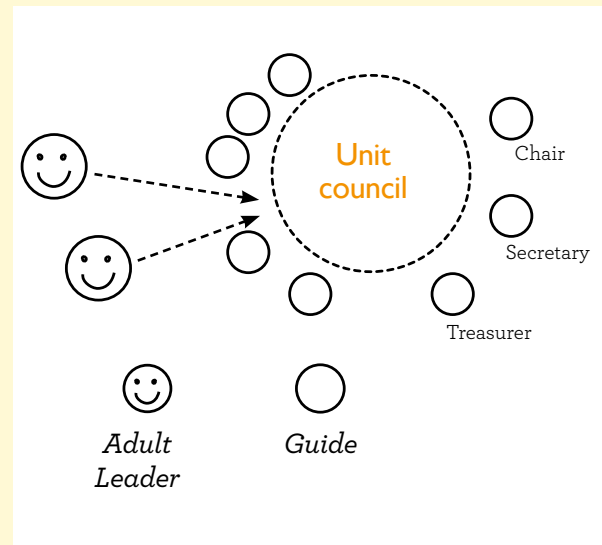 Unit
council
Chair
Secretary
Treasurer
Adult
Leader
Guide